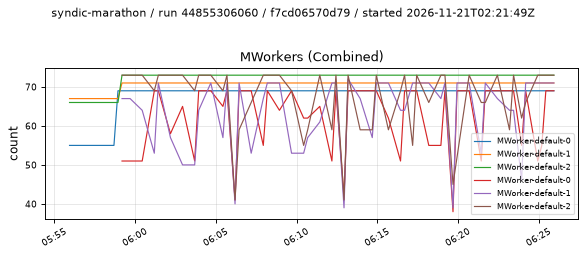 syndic-marathon / run 44855306060 / f7cd06570d79 / started 2026-11-21T02:21:49Z
MWorkers (Combined)
count
70
60
50
40
05:55
06:00
06:05
06:10
06:15
06:20
06:25
MWorker-default-0
MWorker-default-1
MWorker-default-2
MWorker-default-0
MWorker-default-1
MWorker-default-2